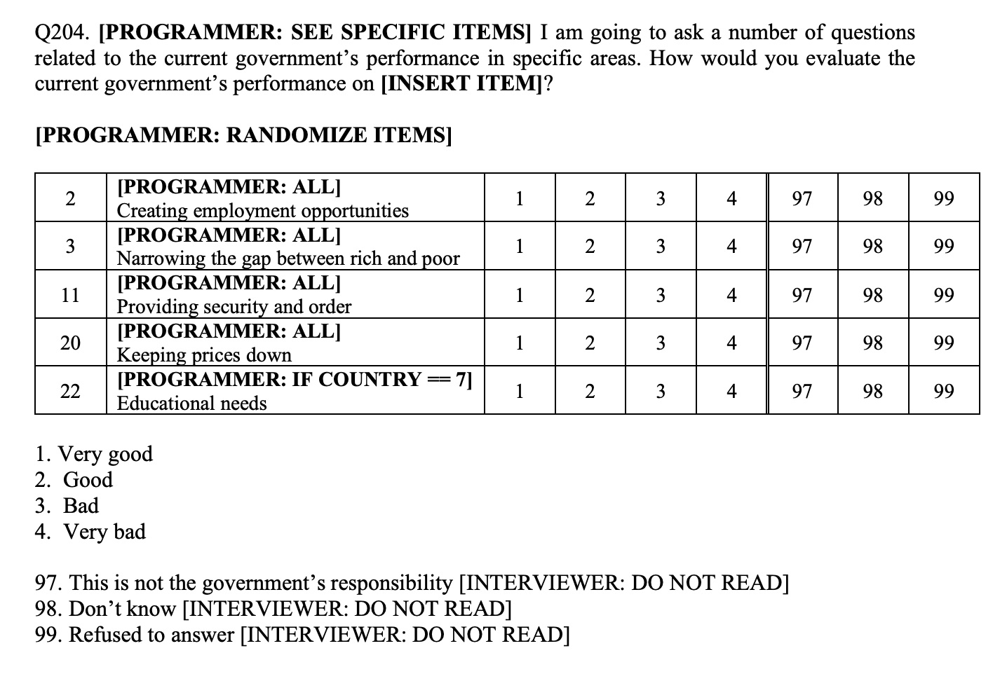 Q204. [PROGRAMMER: SEE SPECIFIC ITEMS] I am going to ask a number of questions
related to the current government’s performance in specific areas. How would you evaluate the
current government’s performance on [INSERT ITEM]?
[PROGRAMMER: RANDOMIZE ITEMS]
2 [PROGRAMMER: ALL] Creating employment opportunities 1 2 3 4 97 98 99
3 [PROGRAMMER: ALL] Narrowing the gap between rich and poor 1 2 3 4 97 98 99
11 [PROGRAMMER: ALL] Providing security and order 1 2 3 4 97 98 99
20 [PROGRAMMER: ALL] Keeping prices down 1 2 3 4 97 98 99
22 [PROGRAMMER: IF COUNTRY == 7] Educational needs 1 2 3 4 97 98 99
1. Very good
2. Good
3. Bad
4. Very bad
97. This is not the government’s responsibility [INTERVIEWER: DO NOT READ]
98. Don’t know [INTERVIEWER: DO NOT READ]
99. Refused to answer [INTERVIEWER: DO NOT READ]